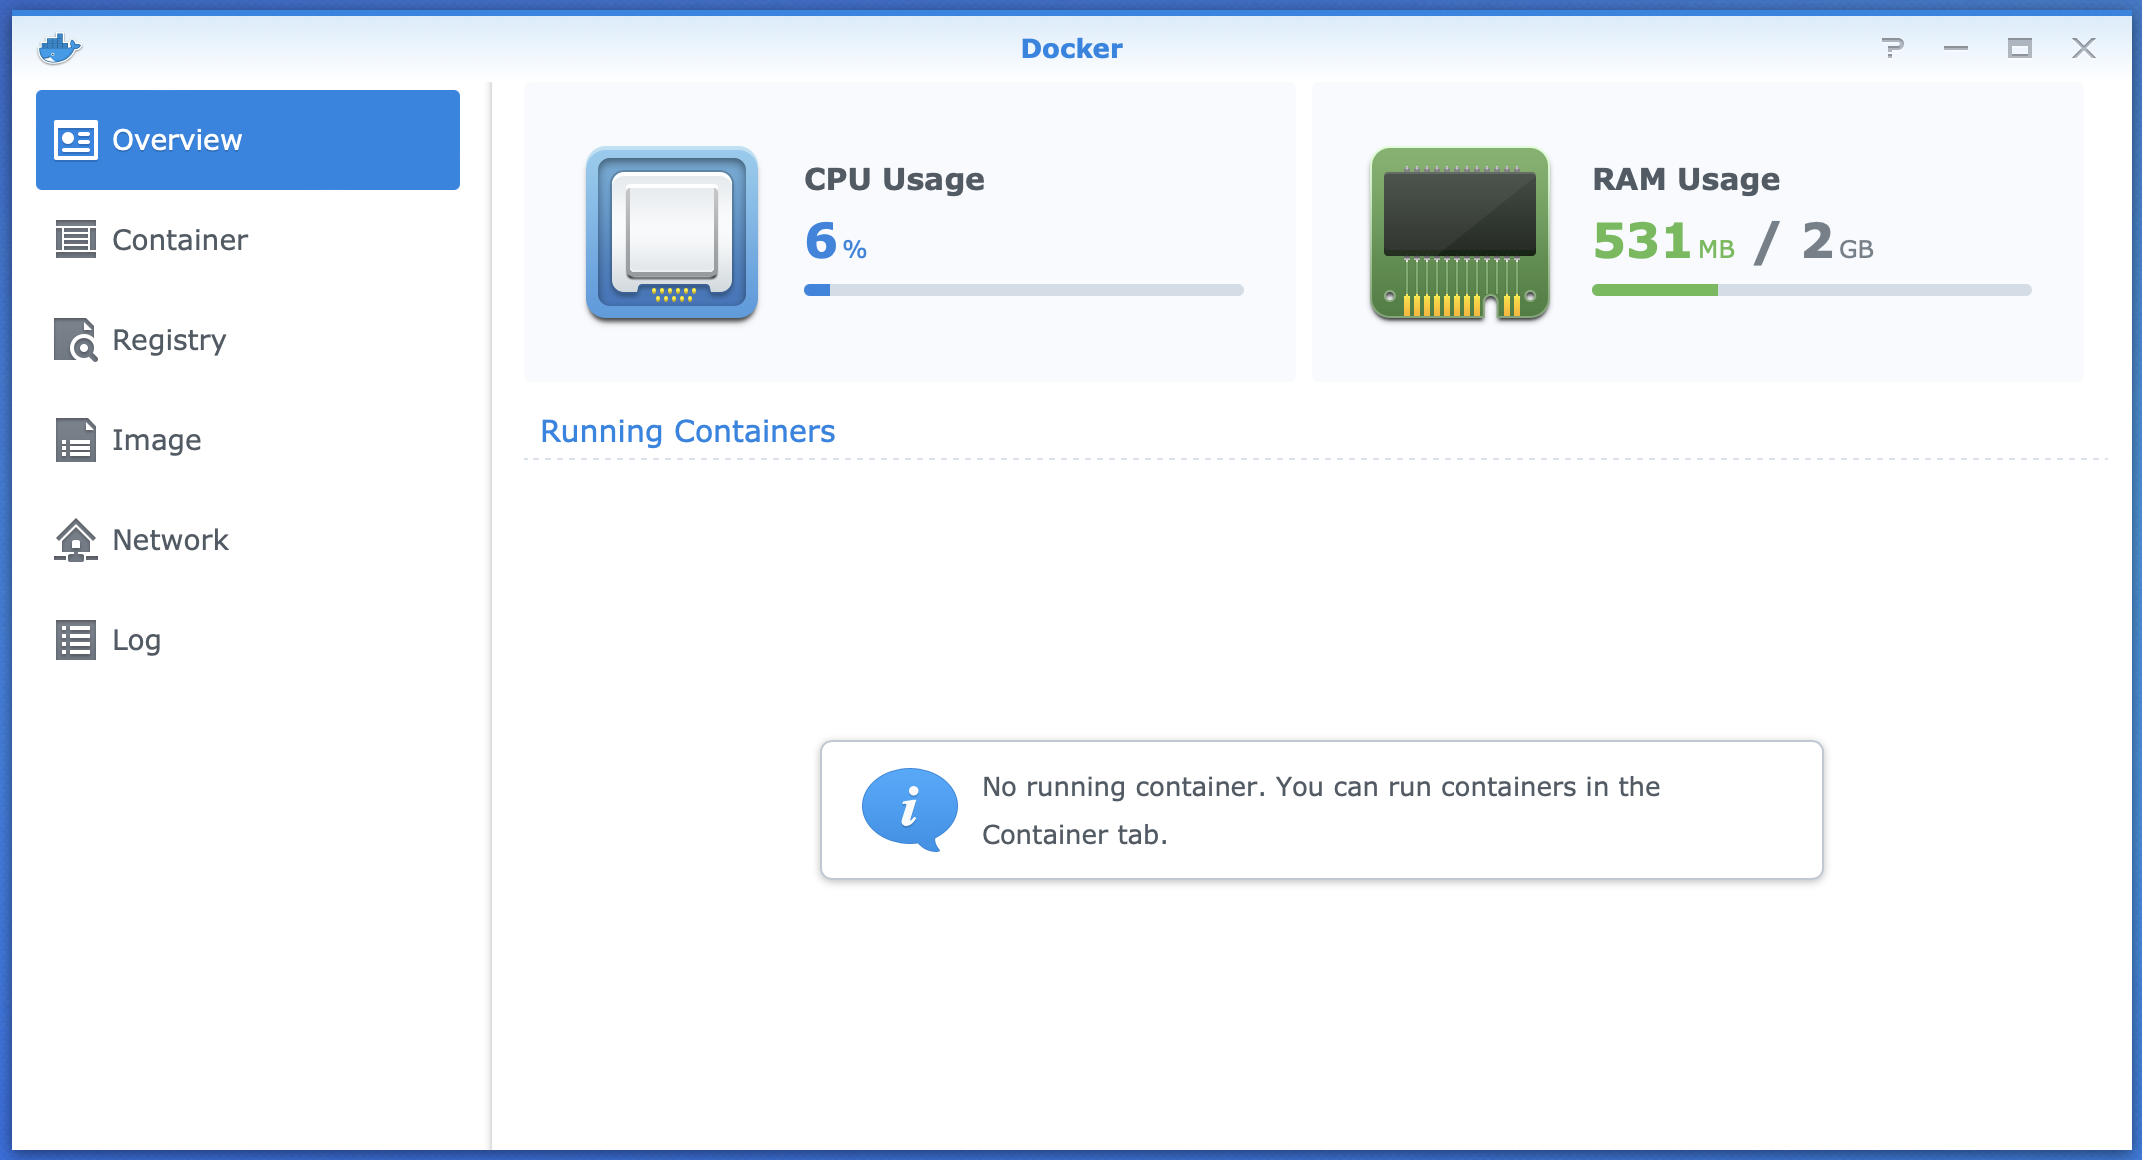 Docker
Overview
Container
Registry
Image
Network
Log
CPU Usage
6 %
RAM Usage
531 MB / 2 GB
Running Containers
No running container. You can run containers in the
Container tab.